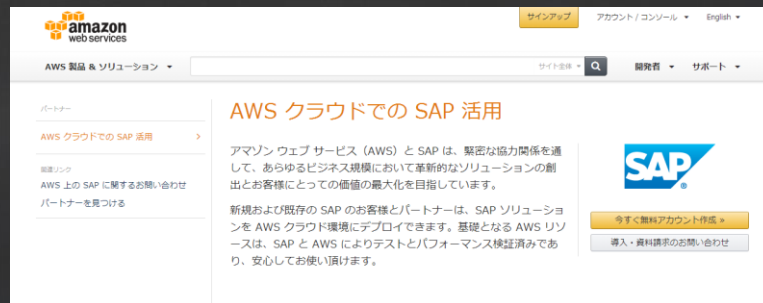 amazon
web services
サインアップ
アカウント / コンソール
English
AWS 製品 & ソリューション
サイト全体
開発者
サポート
パートナー
AWS クラウドでの SAP 活用
関連リンク
AWS 上の SAP に関するお問い合わせ
パートナーを見つける
AWS クラウドでの SAP 活用
アマゾン ウェブ サービス（AWS）と SAP は、緊密な協力関係を通
して、あらゆるビジネス規模において革新的なソリューションの創
出とお客様にとっての価値の最大化を目指しています。
新規および既存の SAP のお客様とパートナーは、SAP ソリューショ
ンを AWS クラウド環境にデプロイできます。基礎となる AWS リソ
ースは、SAP と AWS によりテストとパフォーマンス検証済みであ
り、安心してお使い頂けます。
SAP
今すぐ無料アカウント作成 »
導入・資料請求のお問い合わせ